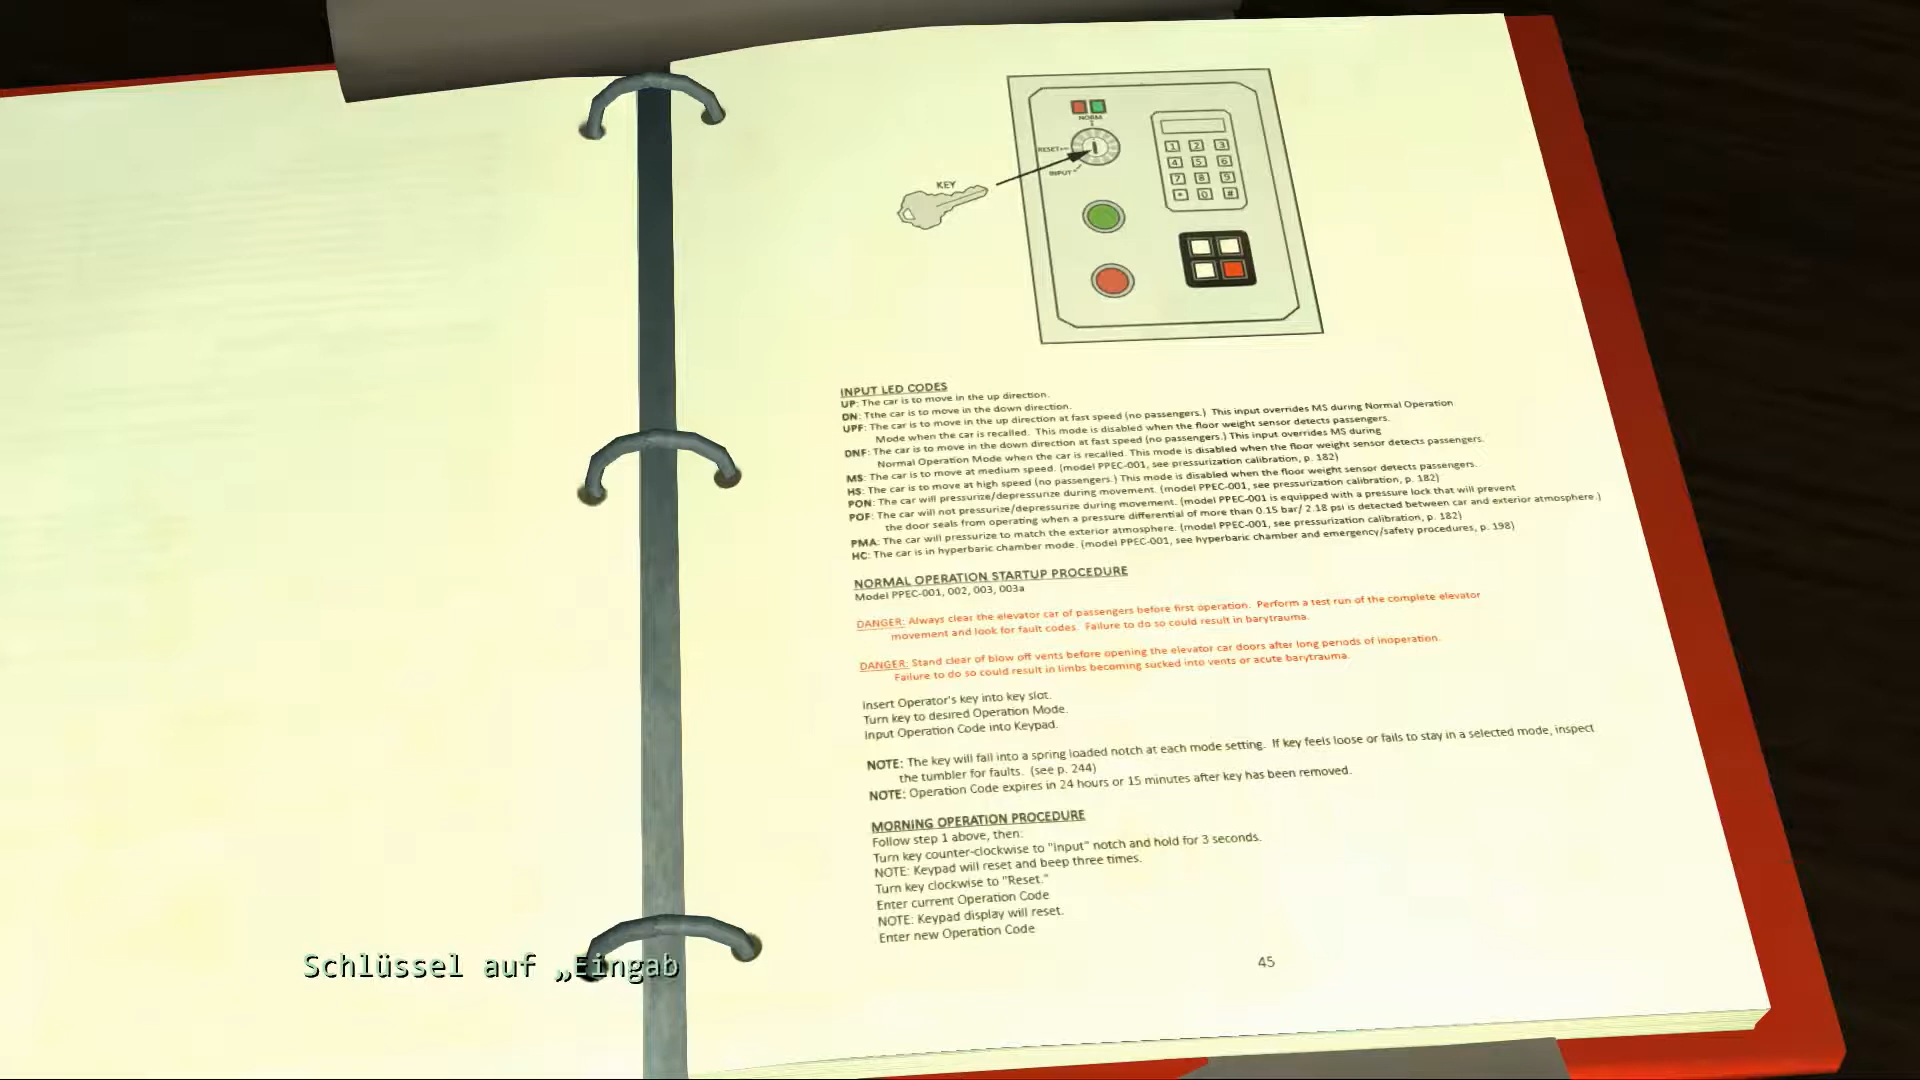 NORM
I
RESET
INPUT
KEY
1 2 3
4 5 6
7 8 9
* 0 #
INPUT LED CODES
UP: The car is to move in the up direction.
DN: Tthe car is to move in the down direction.
UPF: The car is to move in the up direction at fast speed (no passengers.) This input overrides MS during Normal Operation
Mode when the car is recalled. This mode is disabled when the floor weight sensor detects passengers.
DNF: The car is to move in the down direction at fast speed (no passengers.) This input overrides MS during
Normal Operation Mode when the car is recalled. This mode is disabled when the floor weight sensor detects passengers.
MS: The car is to move at medium speed. (model PPEC-001, see pressurization calibration, p. 182)
HS: The car is to move at high speed (no passengers.) This mode is disabled when the floor weight sensor detects passengers.
PON: The car will pressurize/depressurize during movement. (model PPEC-001, see pressurization calibration, p. 182)
POF: The car will not pressurize/depressurize during movement. (model PPEC-001 is equipped with a pressure lock that will prevent
the door seals from operating when a pressure differential of more than 0.15 bar/ 2.18 psi is detected between car and exterior atmosphere.)
PMA: The car will pressurize to match the exterior atmosphere. (model PPEC-001, see pressurization calibration, p. 182)
HC: The car is in hyperbaric chamber mode. (model PPEC-001, see hyperbaric chamber and emergency/safety procedures, p. 198)
NORMAL OPERATION STARTUP PROCEDURE
Model PPEC-001, 002, 003, 003a
DANGER: Always clear the elevator car of passengers before first operation. Perform a test run of the complete elevator
movement and look for fault codes. Failure to do so could result in barytrauma.
DANGER: Stand clear of blow off vents before opening the elevator car doors after long periods of inoperation.
Failure to do so could result in limbs becoming sucked into vents or acute barytrauma.
Insert Operator's key into key slot.
Turn key to desired Operation Mode.
Input Operation Code into Keypad.
NOTE: The key will fall into a spring loaded notch at each mode setting. If key feels loose or fails to stay in a selected mode, inspect
the tumbler for faults. (see p. 244)
NOTE: Operation Code expires in 24 hours or 15 minutes after key has been removed.
MORNING OPERATION PROCEDURE
Follow step 1 above, then:
Turn key counter-clockwise to "Input" notch and hold for 3 seconds.
NOTE: Keypad will reset and beep three times.
Turn key clockwise to "Reset."
Enter current Operation Code
NOTE: Keypad display will reset.
Enter new Operation Code
45
Schlüssel auf „Eingab